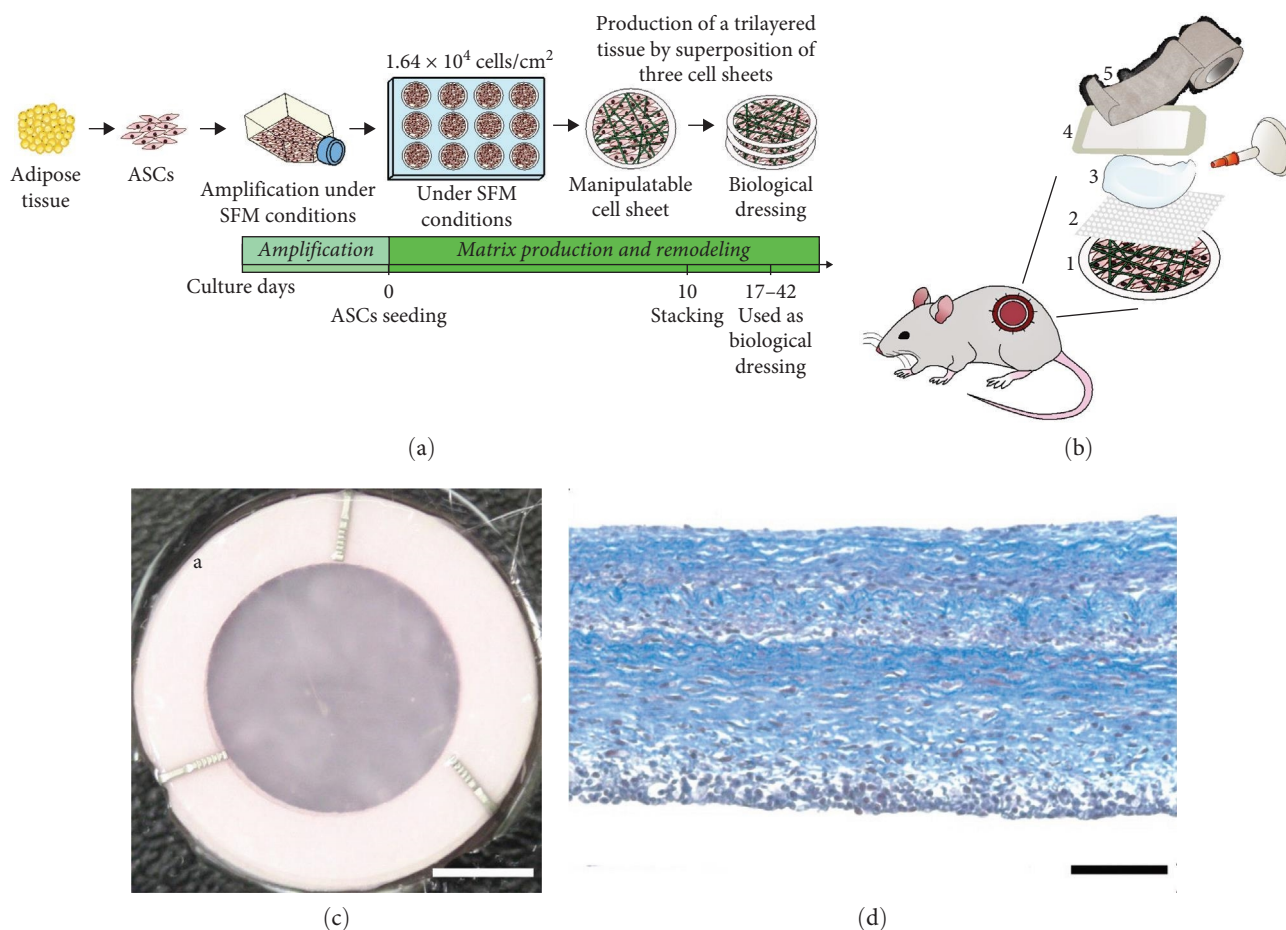 Production of a trilayered
tissue by superposition of
three cell sheets
1.64 × 10⁴ cells/cm²
Adipose
tissue
ASCs
Amplification under
SFM conditions
Under SFM
conditions
Manipulatable
cell sheet
Biological
dressing
Amplification
Matrix production and remodeling
Culture days
0
ASCs seeding
10
Stacking
17–42
Used as
biological
dressing
(a)
5
4
3
2
1
(b)
a
(c)
(d)